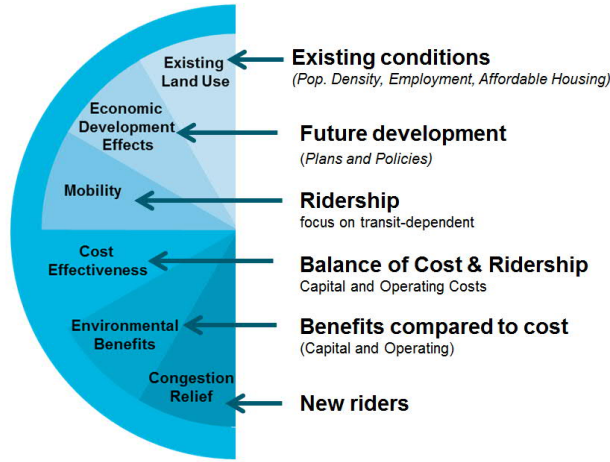 Existing
Land Use
Existing conditions
(Pop. Density, Employment, Affordable Housing)
Economic
Development
Effects
Future development
(Plans and Policies)
Mobility
Ridership
focus on transit-dependent
Cost
Effectiveness
Balance of Cost & Ridership
Capital and Operating Costs
Environmental
Benefits
Benefits compared to cost
(Capital and Operating)
Congestion
Relief
New riders